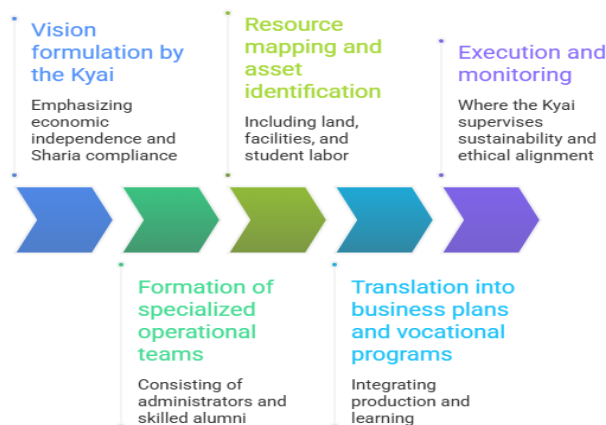 Vision
formulation by
the Kyai
Emphasizing
economic
independence and
Sharia compliance
Formation of
specialized
operational
teams
Consisting of
administrators and
skilled alumni
Resource
mapping and
asset
identification
Including land,
facilities, and
student labor
Translation into
business plans
and vocational
programs
Integrating
production and
learning
Execution and
monitoring
Where the Kyai
supervises
sustainability and
ethical alignment